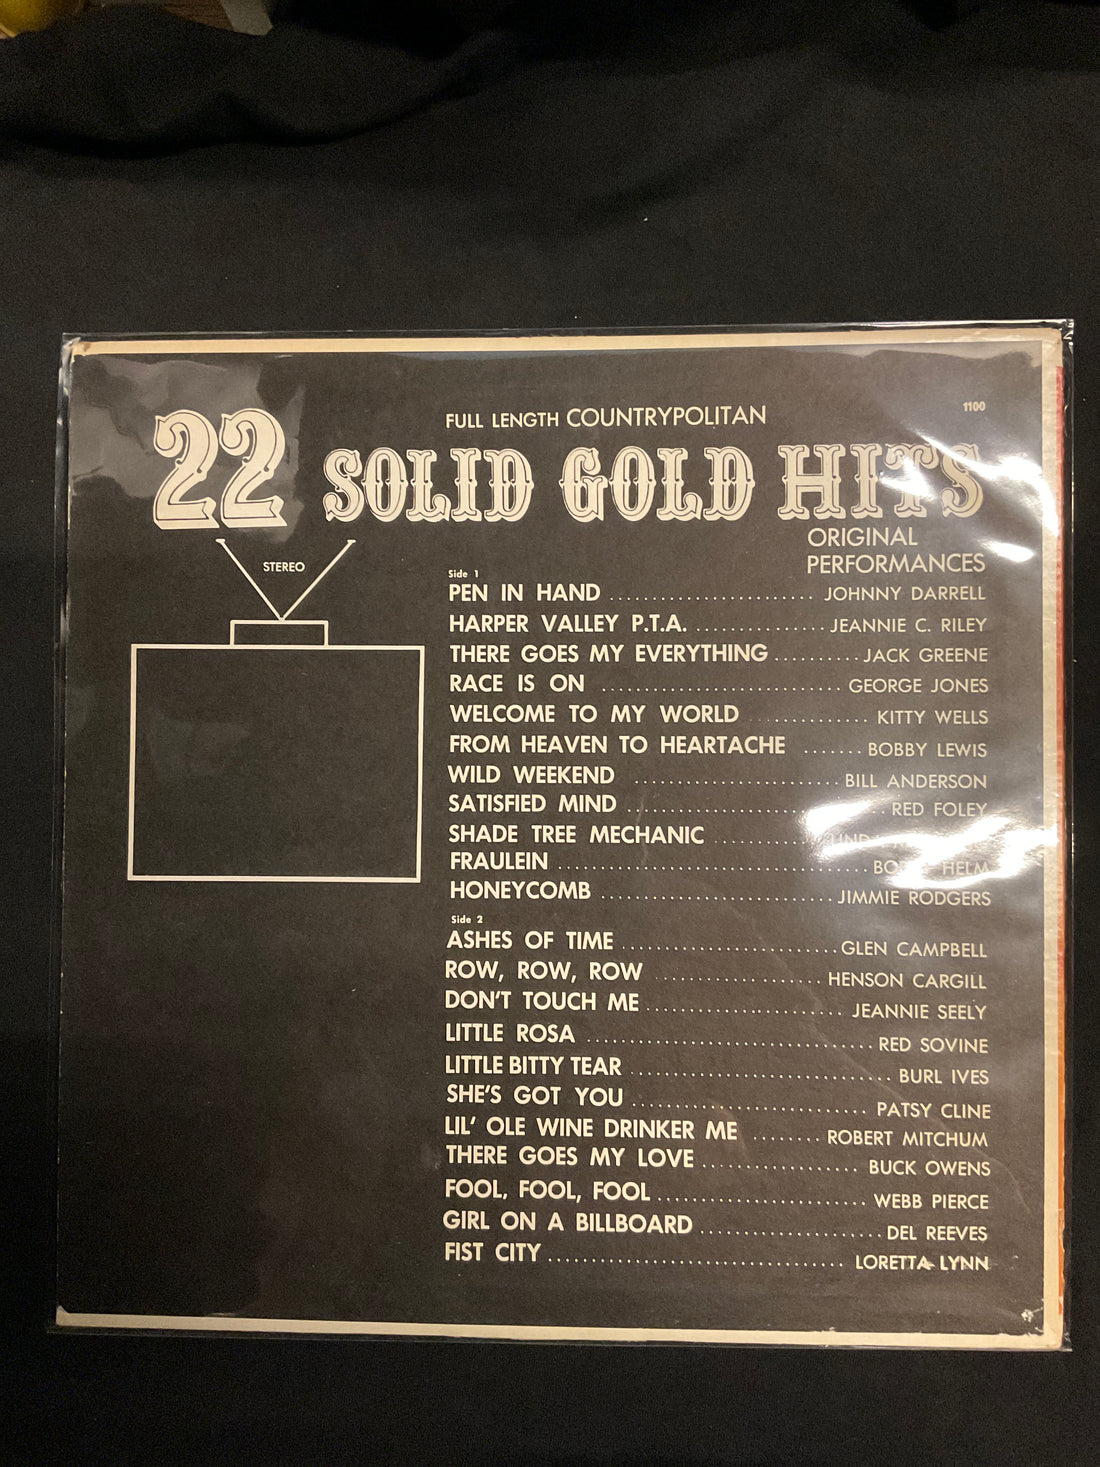 FULL LENGTH COUNTRYPOLITAN
1100
22 SOLID GOLD HITS
ORIGINAL
PERFORMANCES
STEREO
Side 1
PEN IN HAND .......................... JOHNNY DARRELL
HARPER VALLEY P.T.A. ................ JEANNIE C. RILEY
THERE GOES MY EVERYTHING .......... JACK GREENE
RACE IS ON ............................. GEORGE JONES
WELCOME TO MY WORLD .............. KITTY WELLS
FROM HEAVEN TO HEARTACHE ....... BOBBY LEWIS
WILD WEEKEND ......................... BILL ANDERSON
SATISFIED MIND ......................... RED FOLEY
SHADE TREE MECHANIC ............
FRAULEIN ..................................... HELM
HONEYCOMB ............................. JIMMIE RODGERS
Side 2
ASHES OF TIME .......................... GLEN CAMPBELL
ROW, ROW, ROW .................... HENSON CARGILL
DON'T TOUCH ME ........................ JEANNIE SEELY
LITTLE ROSA .................................. RED SOVINE
LITTLE BITTY TEAR ............................... BURL IVES
SHE'S GOT YOU ............................ PATSY CLINE
LIL' OLE WINE DRINKER ME ........ ROBERT MITCHUM
THERE GOES MY LOVE ................... BUCK OWENS
FOOL, FOOL, FOOL ......................... WEBB PIERCE
GIRL ON A BILLBOARD ...................... DEL REEVES
FIST CITY .................................... LORETTA LYNN